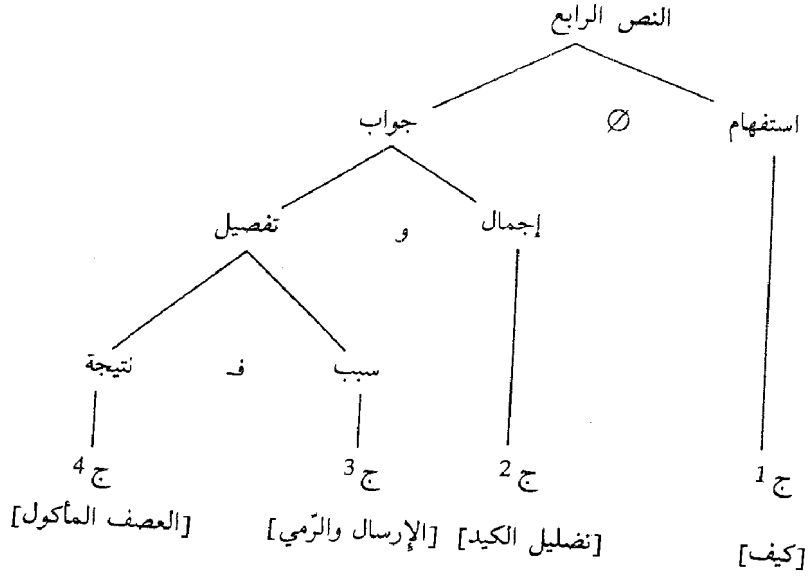 النص الرابع
استفهام ∅ جواب
إجمال و تفصيل
سبب فـ نتيجة
ج 1 ج 2 ج 3 ج 4
[كيف] [نضليل الكيد] [الإرسال والرّمي] [العصف المأكول]